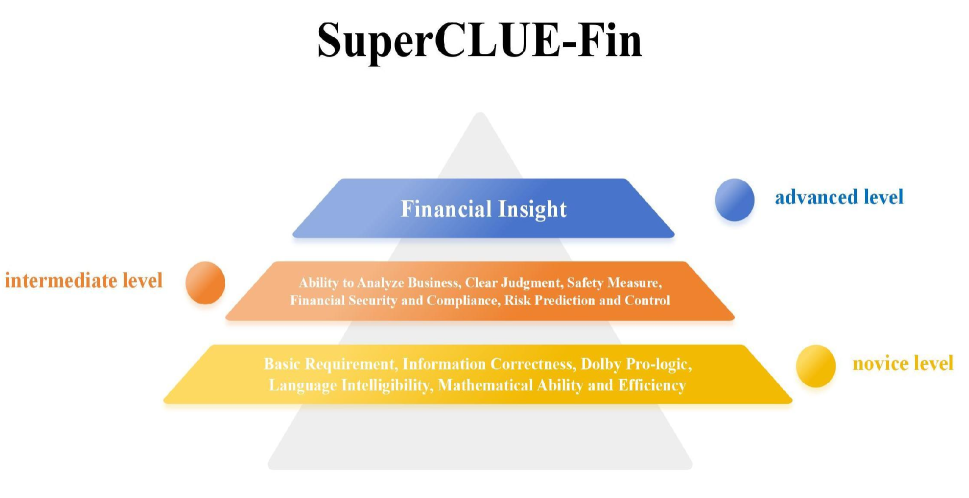 SuperCLUE-Fin
Financial Insight
advanced level
intermediate level
Ability to Analyze Business, Clear Judgment, Safety Measure,
Financial Security and Compliance, Risk Prediction and Control
Basic Requirement, Information Correctness, Dolby Pro-logic,
Language Intelligibility, Mathematical Ability and Efficiency
novice level